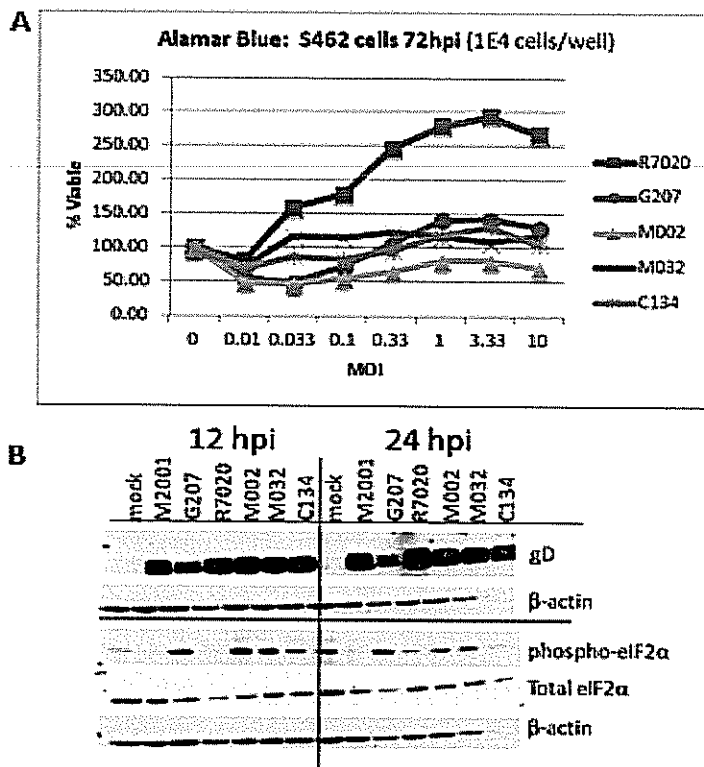 A
Alamar Blue: S462 cells 72hpi (1E4 cells/well)
350.00
300.00
250.00
200.00
150.00
100.00
50.00
0.00
% Viable
0 0.01 0.033 0.1 0.33 1 3.33 10
MOI
R7020
G207
M002
M032
C134
B
12 hpi 24 hpi
mock M2001 G207 R7020 M002 M032 C134 mock M2001 G207 R7020 M002 M032 C134
gD
β-actin
phospho-eIF2α
Total eIF2α
β-actin